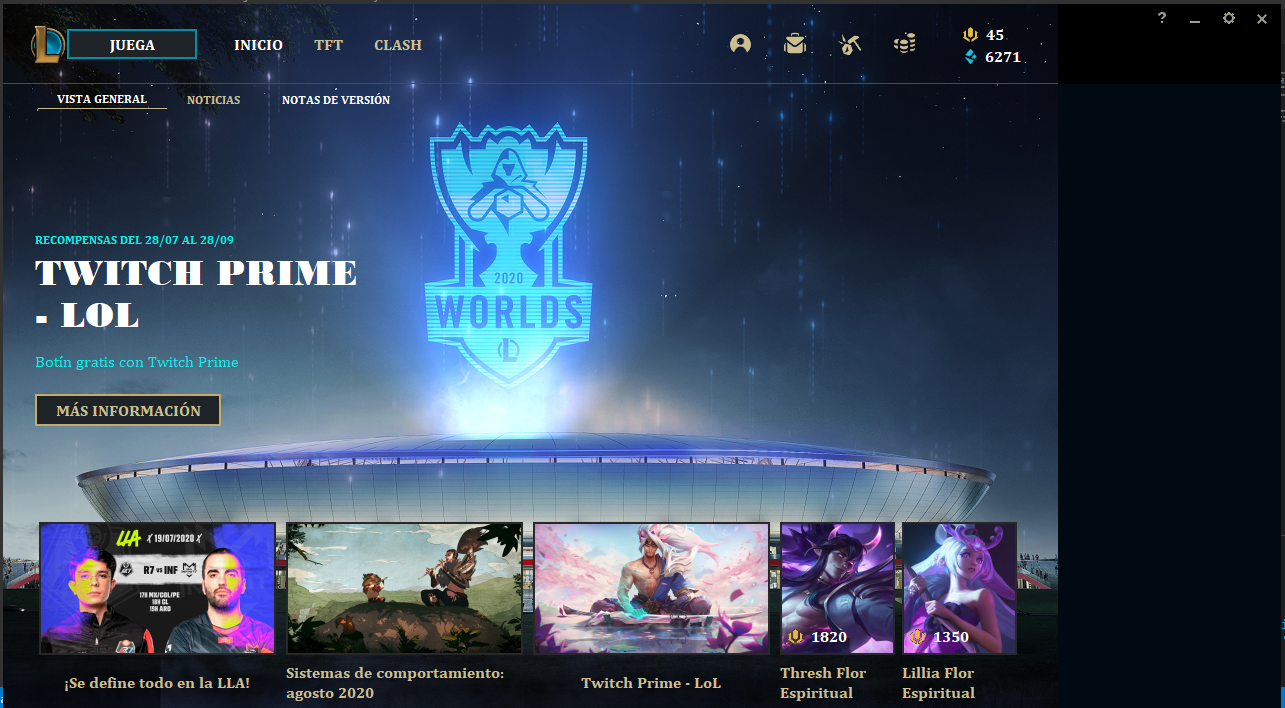 JUEGA
INICIO
TFT
CLASH
?
45
6271
VISTA GENERAL
NOTICIAS
NOTAS DE VERSIÓN
2020
WORLDS
RECOMPENSAS DEL 28/07 AL 28/09
TWITCH PRIME
- LOL
Botín gratis con Twitch Prime
MÁS INFORMACIÓN
LLA
19/07/2020
R7 vs INF
17H MX/COL/PE
18H CL
19H ARG
¡Se define todo en la LLA!
Sistemas de comportamiento:
agosto 2020
Twitch Prime - LoL
1820
Thresh Flor
Espiritual
1350
Lillia Flor
Espiritual